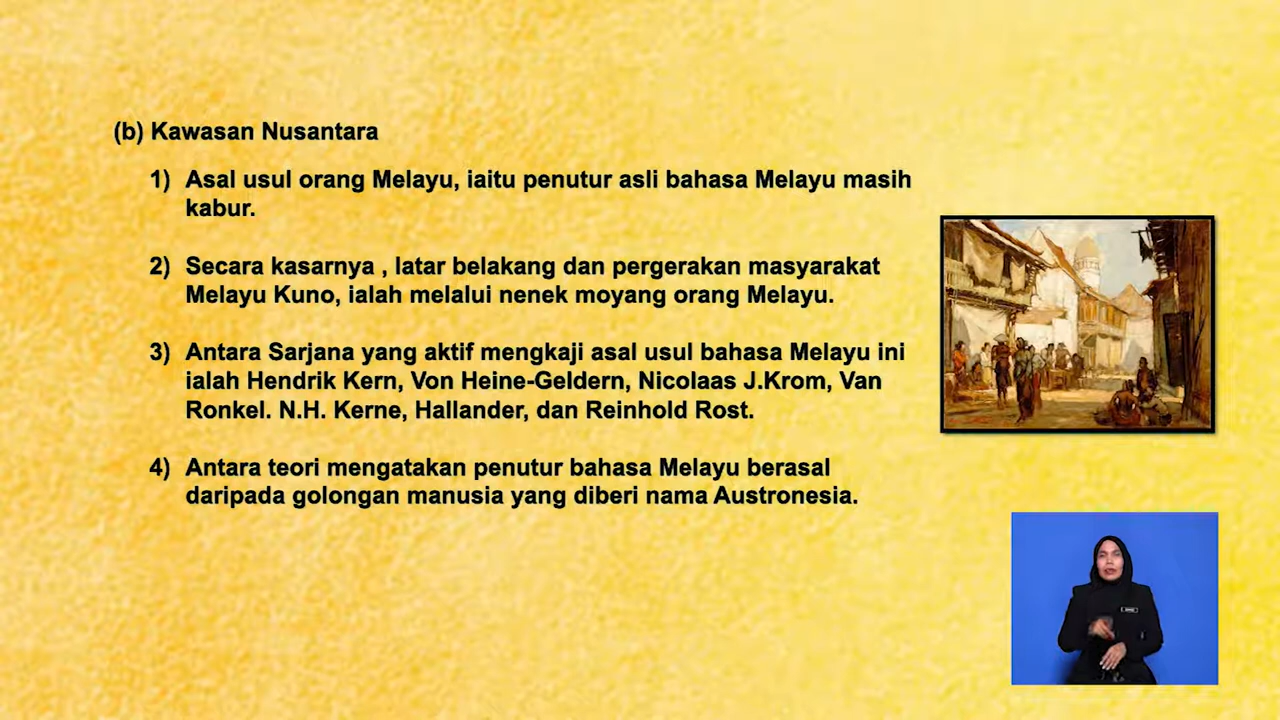 (b) Kawasan Nusantara
1) Asal usul orang Melayu, iaitu penutur asli bahasa Melayu masih
kabur.
2) Secara kasarnya , latar belakang dan pergerakan masyarakat
Melayu Kuno, ialah melalui nenek moyang orang Melayu.
3) Antara Sarjana yang aktif mengkaji asal usul bahasa Melayu ini
ialah Hendrik Kern, Von Heine-Geldern, Nicolaas J.Krom, Van
Ronkel. N.H. Kerne, Hallander, dan Reinhold Rost.
4) Antara teori mengatakan penutur bahasa Melayu berasal
daripada golongan manusia yang diberi nama Austronesia.